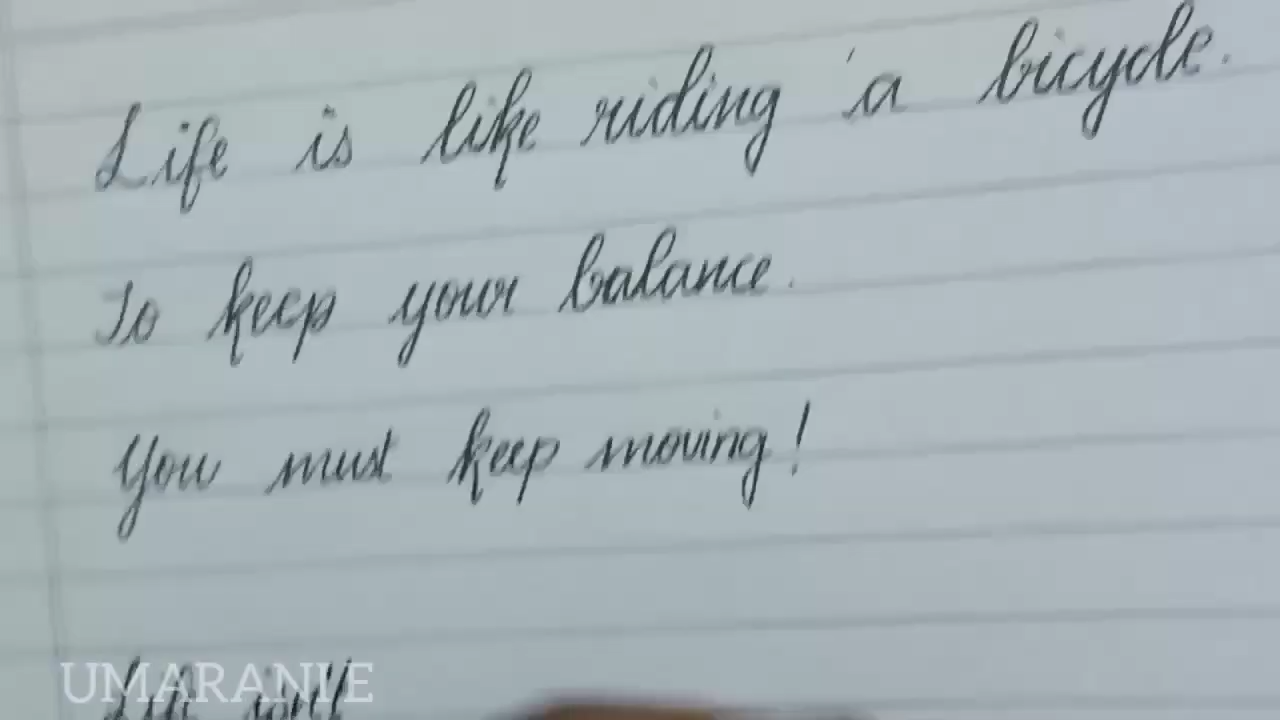 Life is like riding a bicycle.
To keep your balance.
You must keep moving!
UMARANIE